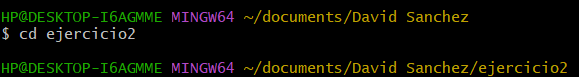 HP@DESKTOP-I6AGMME MINGW64 ~/documents/David Sanchez
$ cd ejercicio2
HP@DESKTOP-I6AGMME MINGW64 ~/documents/David Sanchez/ejercicio2